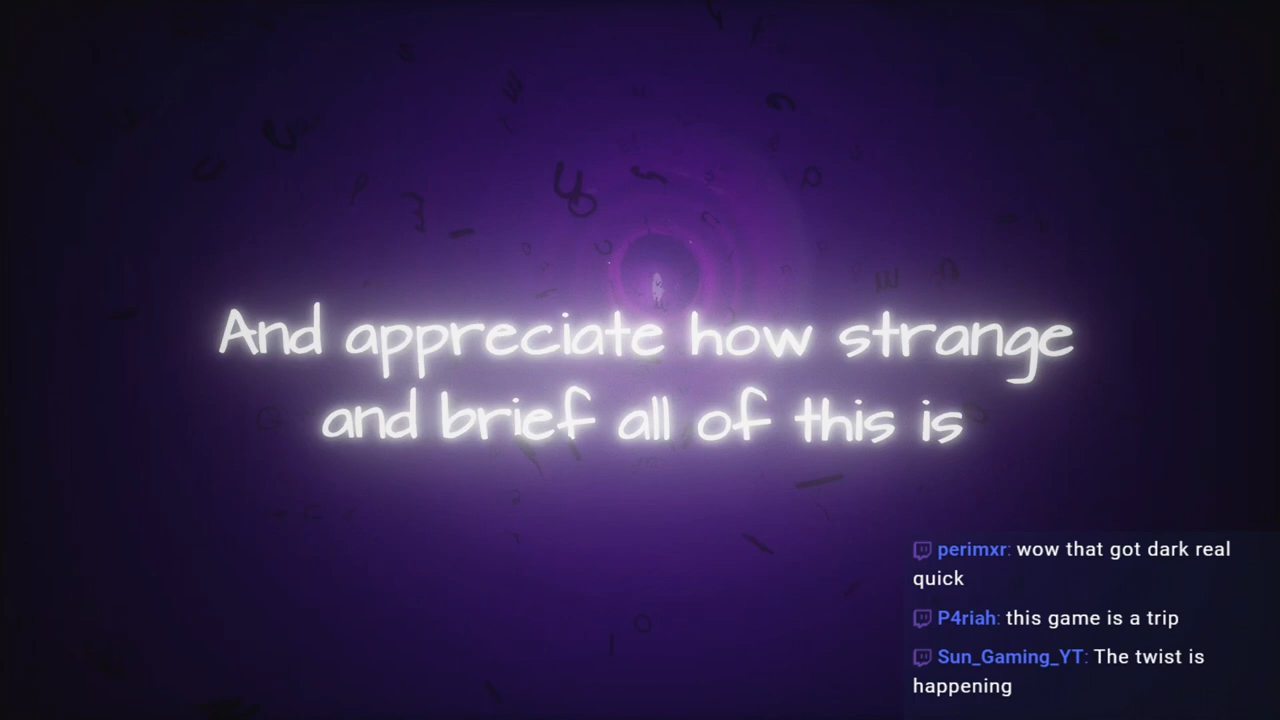 And appreciate how strange
and brief all of this is
perimxr: wow that got dark real
quick
P4riah: this game is a trip
Sun_Gaming_YT: The twist is
happening